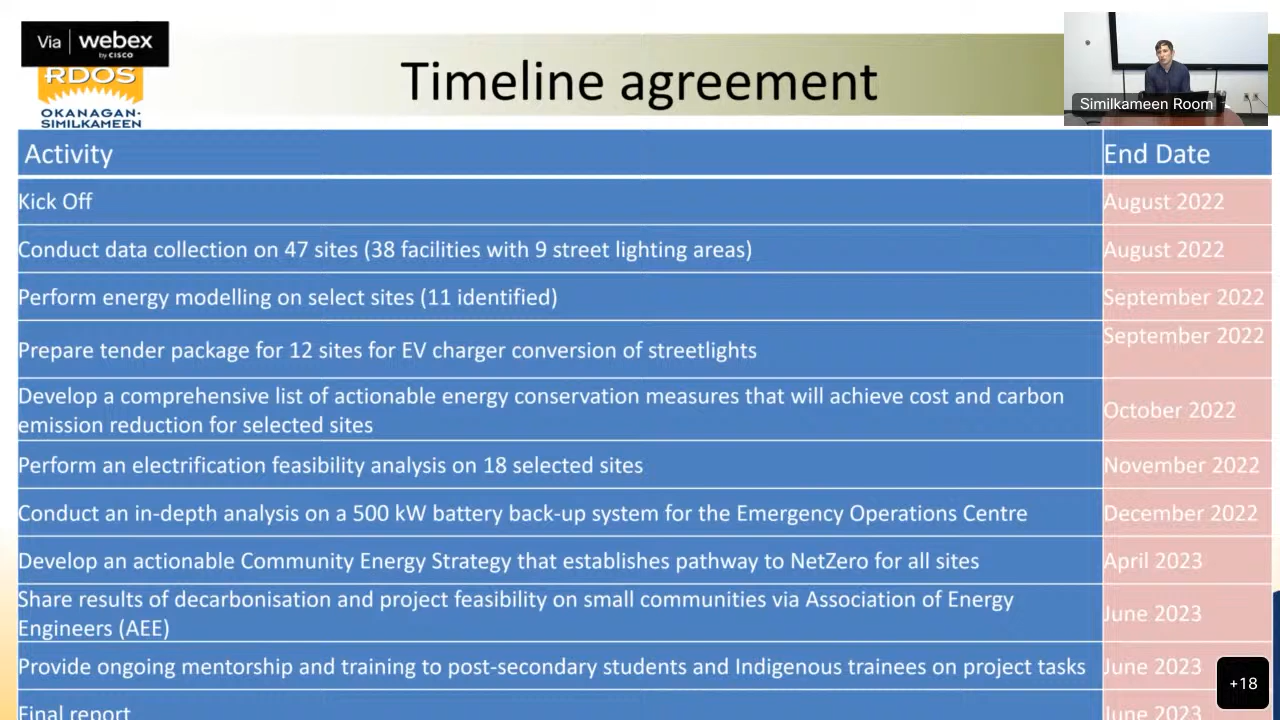 Via webex
by CISCO
RDOS
OKANAGAN-
SIMILKAMEEN
Timeline agreement
Similkameen Room
Activity End Date
Kick Off August 2022
Conduct data collection on 47 sites (38 facilities with 9 street lighting areas) August 2022
Perform energy modelling on select sites (11 identified) September 2022
Prepare tender package for 12 sites for EV charger conversion of streetlights September 2022
Develop a comprehensive list of actionable energy conservation measures that will achieve cost and carbon
emission reduction for selected sites October 2022
Perform an electrification feasibility analysis on 18 selected sites November 2022
Conduct an in-depth analysis on a 500 kW battery back-up system for the Emergency Operations Centre December 2022
Develop an actionable Community Energy Strategy that establishes pathway to NetZero for all sites April 2023
Share results of decarbonisation and project feasibility on small communities via Association of Energy
Engineers (AEE) June 2023
Provide ongoing mentorship and training to post-secondary students and Indigenous trainees on project tasks June 2023
+18
Final report June 2023